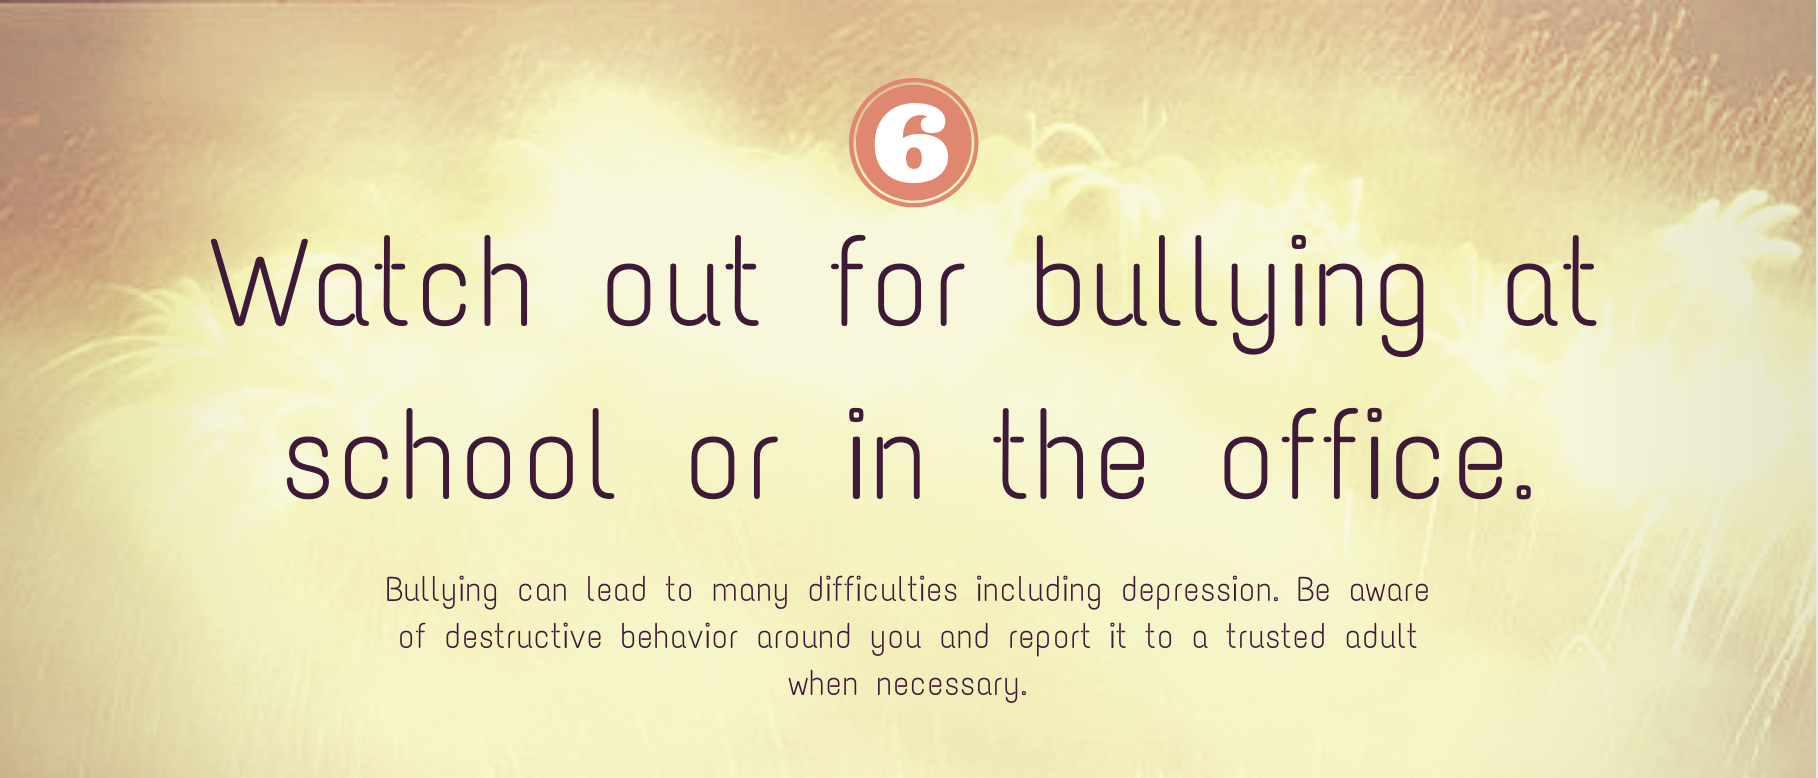 6
Watch out for bullying at
school or in the office.
Bullying can lead to many difficulties including depression. Be aware
of destructive behavior around you and report it to a trusted adult
when necessary.